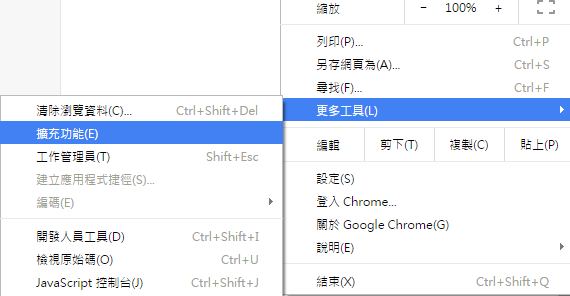 縮放 − 100% +
列印(P)... Ctrl+P
另存網頁為(A)... Ctrl+S
尋找(F)... Ctrl+F
更多工具(L)
編輯 剪下(T) 複製(C) 貼上(P)
設定(S)
登入 Chrome...
關於 Google Chrome(G)
說明(E)
結束(X) Ctrl+Shift+Q
清除瀏覽資料(C)... Ctrl+Shift+Del
擴充功能(E)
工作管理員(T) Shift+Esc
建立應用程式捷徑(S)...
編碼(E)
開發人員工具(D) Ctrl+Shift+I
檢視原始碼(O) Ctrl+U
JavaScript 控制台(J) Ctrl+Shift+J